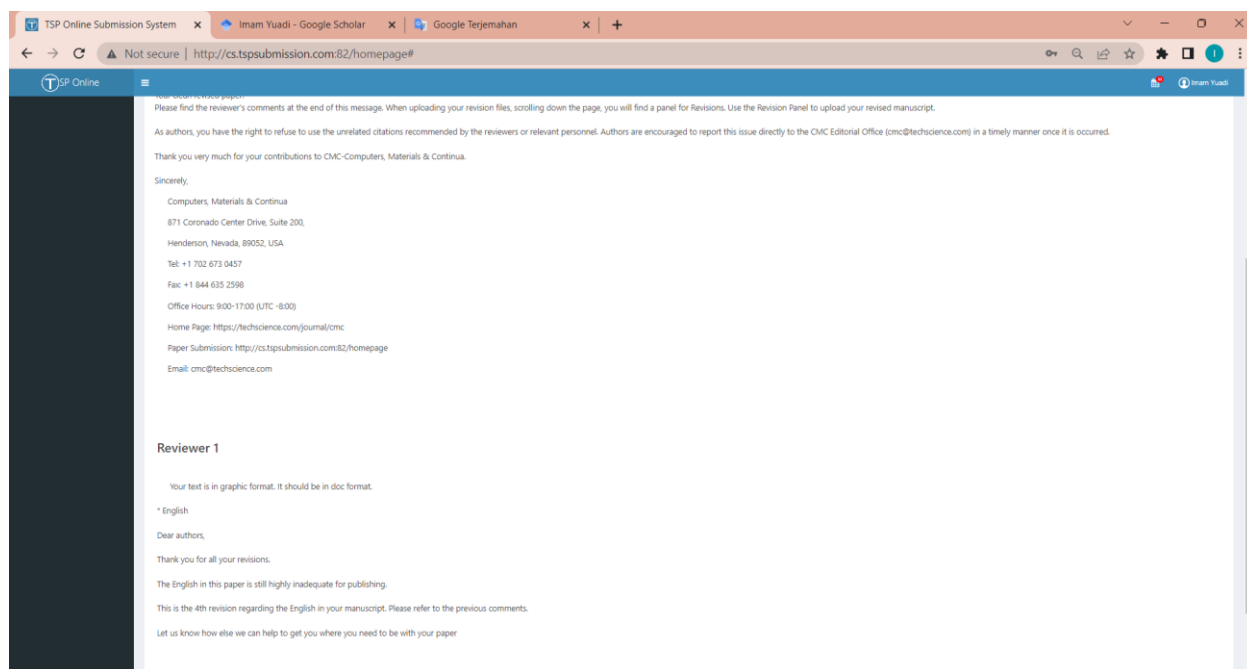 TSP Online Submission System
Imam Yuadi - Google Scholar
Google Terjemahan
Not secure | http://cs.tspsubmission.com:82/homepage#
I
TSP Online
Imam Yuadi
Your clean revised paper.
Please find the reviewer's comments at the end of this message. When uploading your revision files, scrolling down the page, you will find a panel for Revisions. Use the Revision Panel to upload your revised manuscript.
As authors, you have the right to refuse to use the unrelated citations recommended by the reviewers or relevant personnel. Authors are encouraged to report this issue directly to the CMC Editorial Office (cmc@techscience.com) in a timely manner once it is occurred.
Thank you very much for your contributions to CMC-Computers, Materials & Continua.
Sincerely,
Computers, Materials & Continua
871 Coronado Center Drive, Suite 200,
Henderson, Nevada, 89052, USA
Tel: +1 702 673 0457
Fax: +1 844 635 2598
Office Hours: 9:00-17:00 (UTC -8:00)
Home Page: https://techscience.com/journal/cmc
Paper Submission: http://cs.tspsubmission.com:82/homepage
Email: cmc@techscience.com
Reviewer 1
Your text is in graphic format. It should be in doc format.
* English
Dear authors,
Thank you for all your revisions.
The English in this paper is still highly inadequate for publishing.
This is the 4th revision regarding the English in your manuscript. Please refer to the previous comments.
Let us know how else we can help to get you where you need to be with your paper